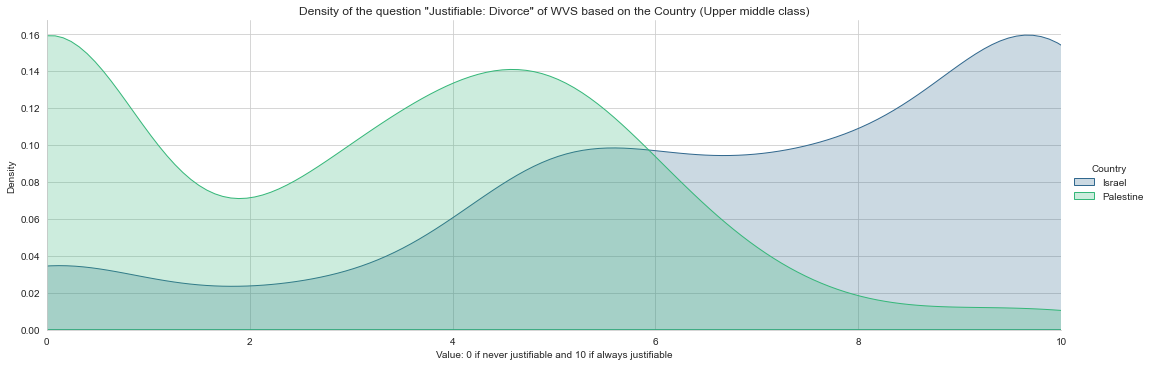 Density of the question "Justifiable: Divorce" of WVS based on the Country (Upper middle class)
0.16
0.14
0.12
0.10
0.08
0.06
0.04
0.02
0.00
Density
0 2 4 6 8 10
Value: 0 if never justifiable and 10 if always justifiable
Country
Israel
Palestine